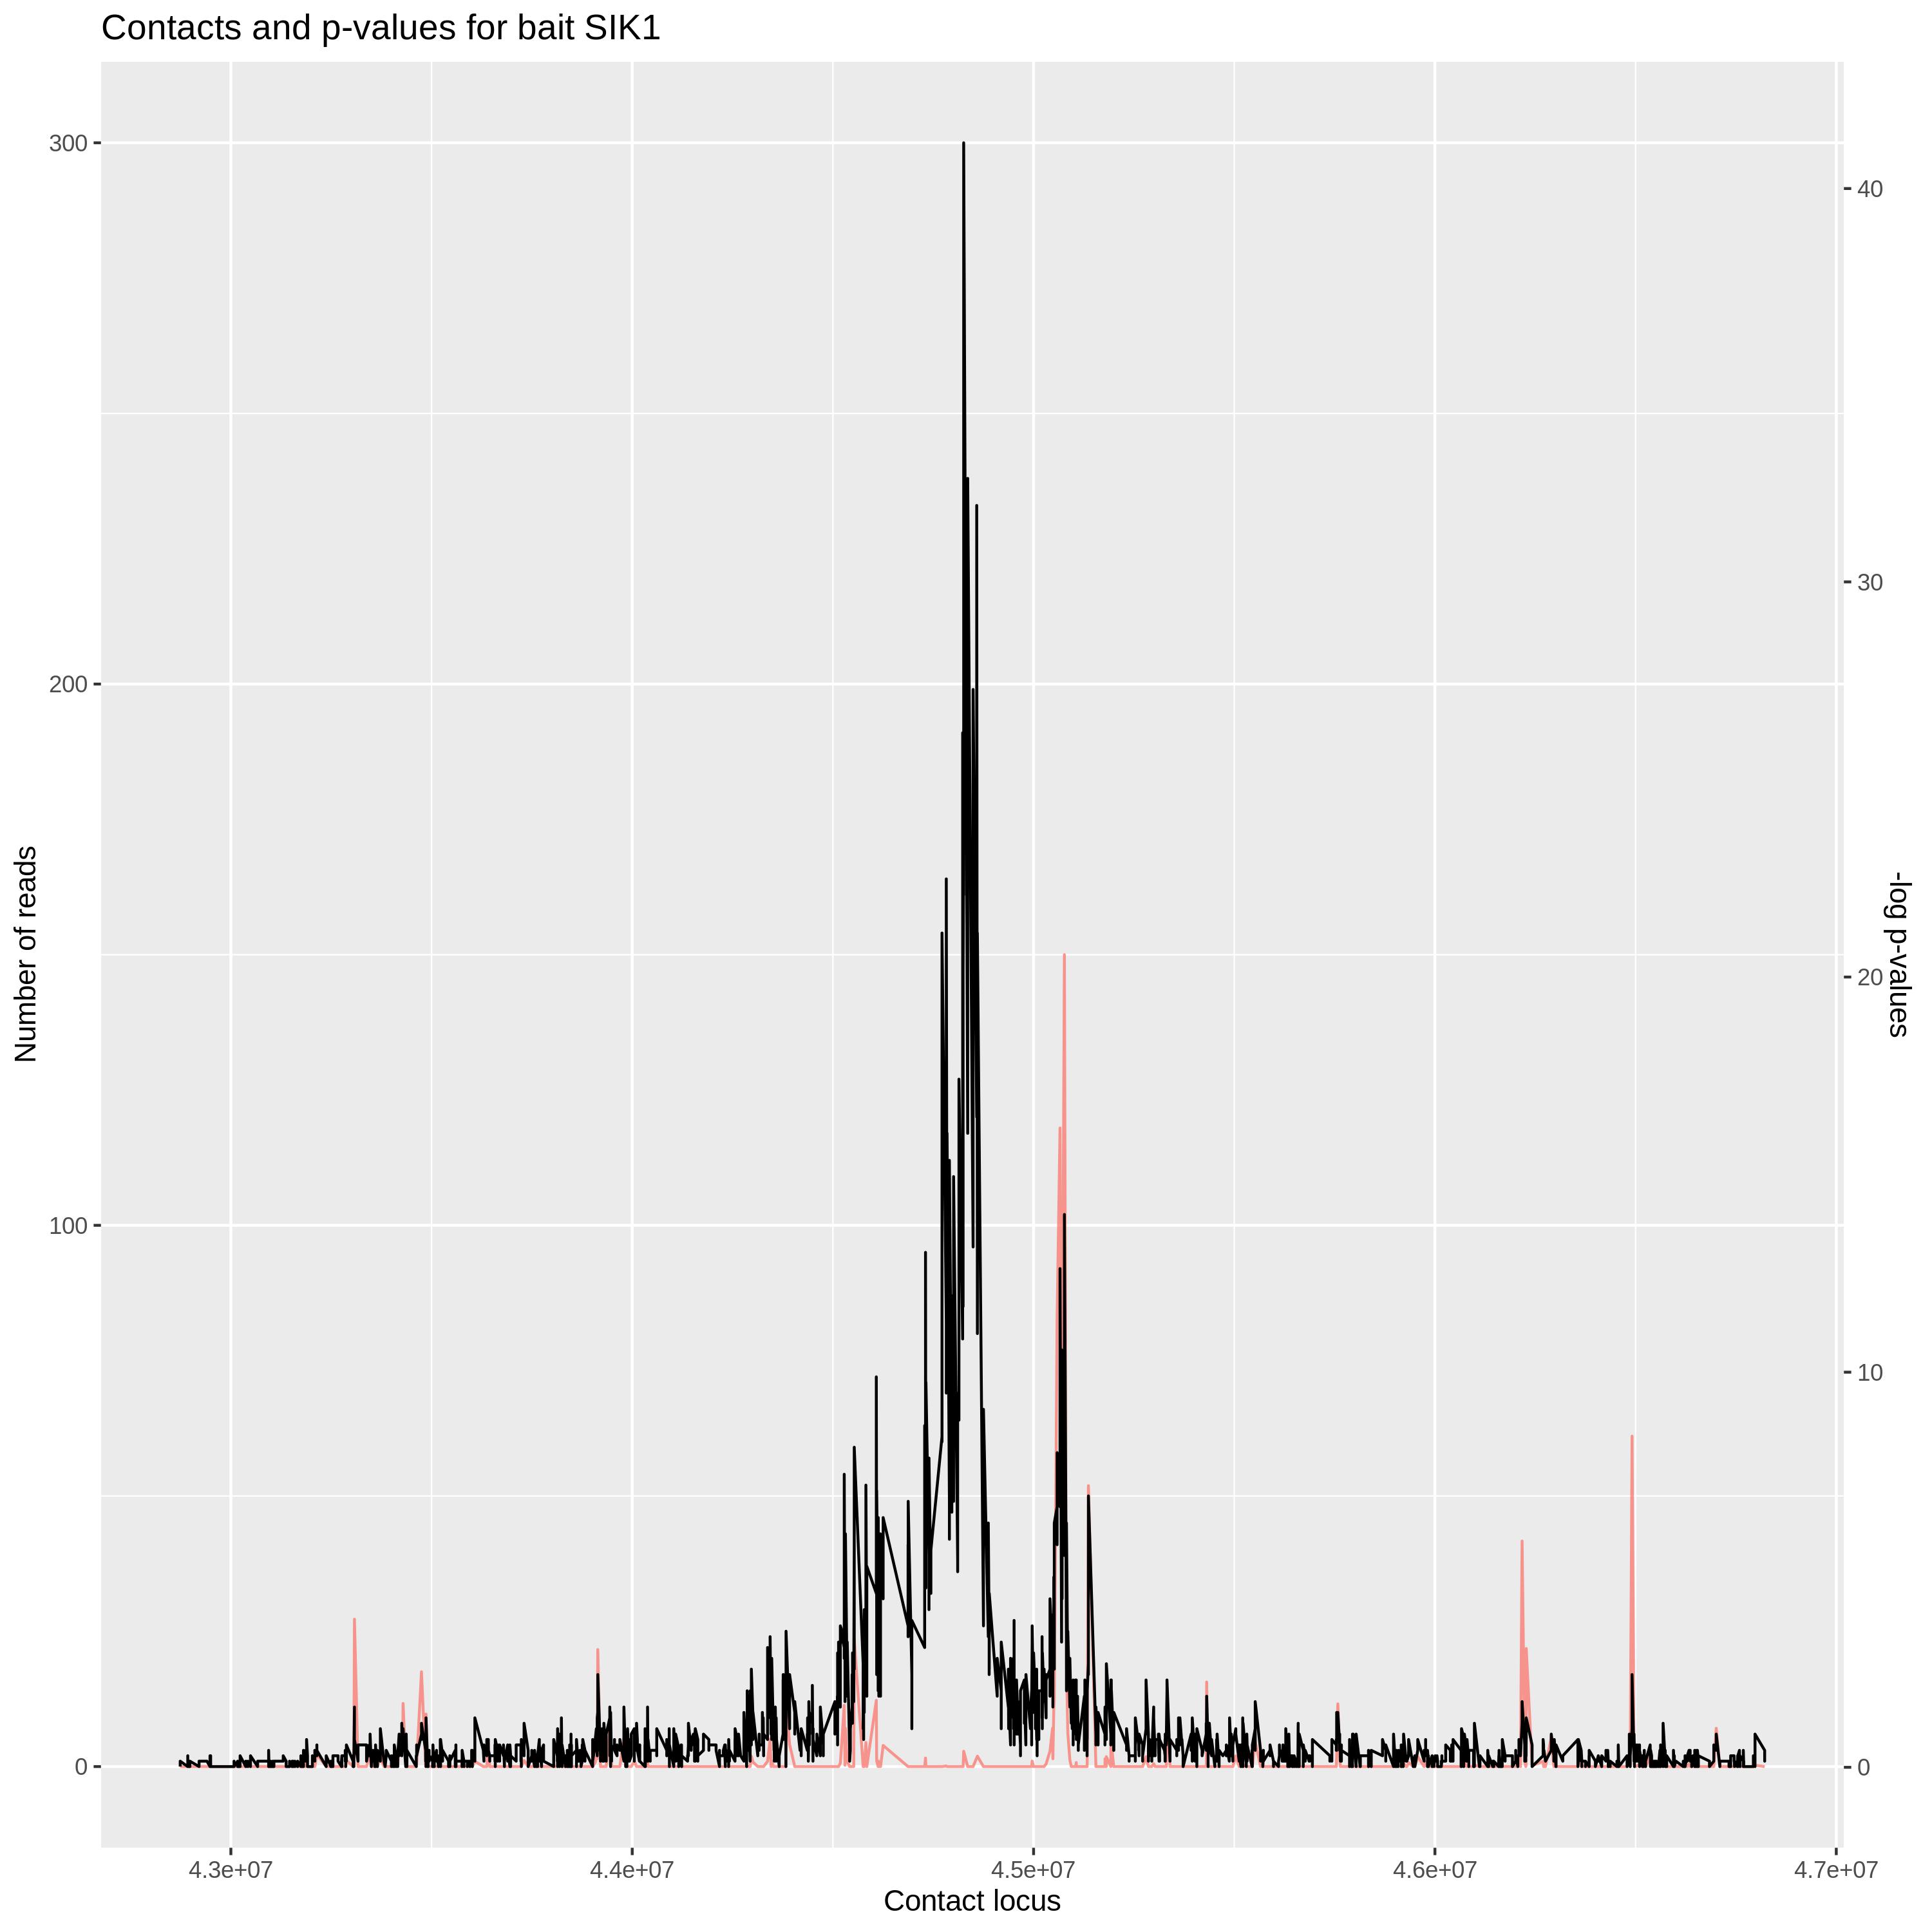 Contacts and p-values for bait SIK1
300
200
100
0
40
30
20
10
0
Number of reads
-log p-values
4.3e+07
4.4e+07
4.5e+07
4.6e+07
4.7e+07
Contact locus